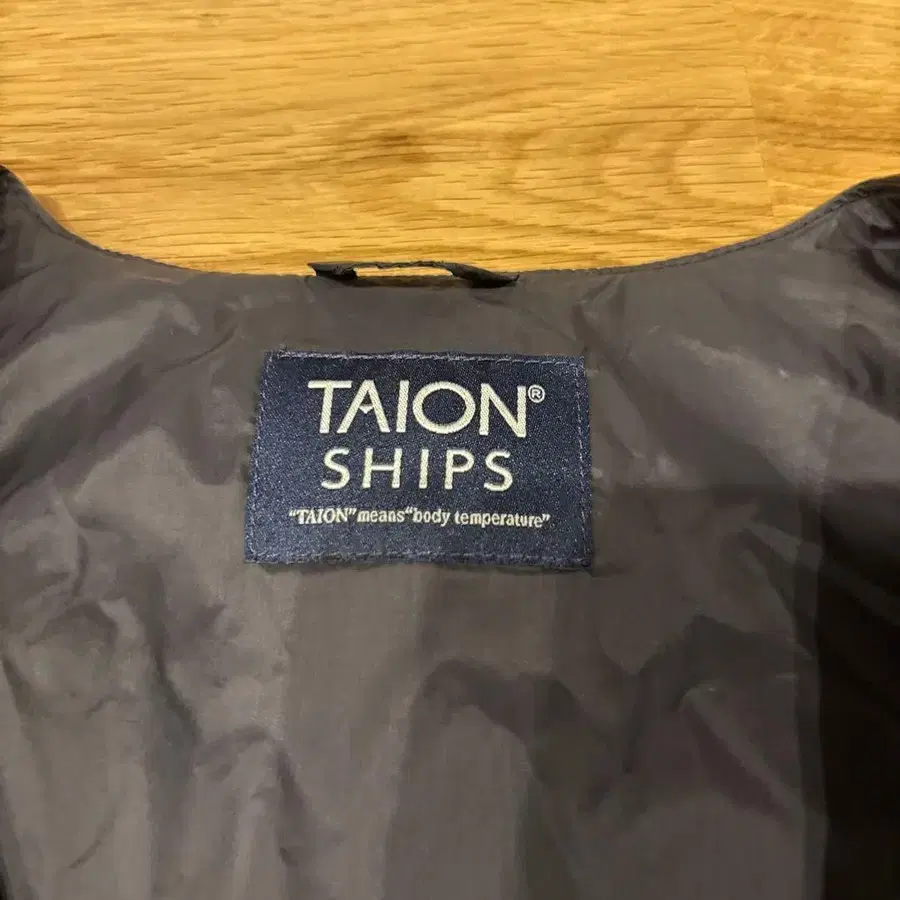 TAION®
SHIPS
"TAION" means "body temperature"